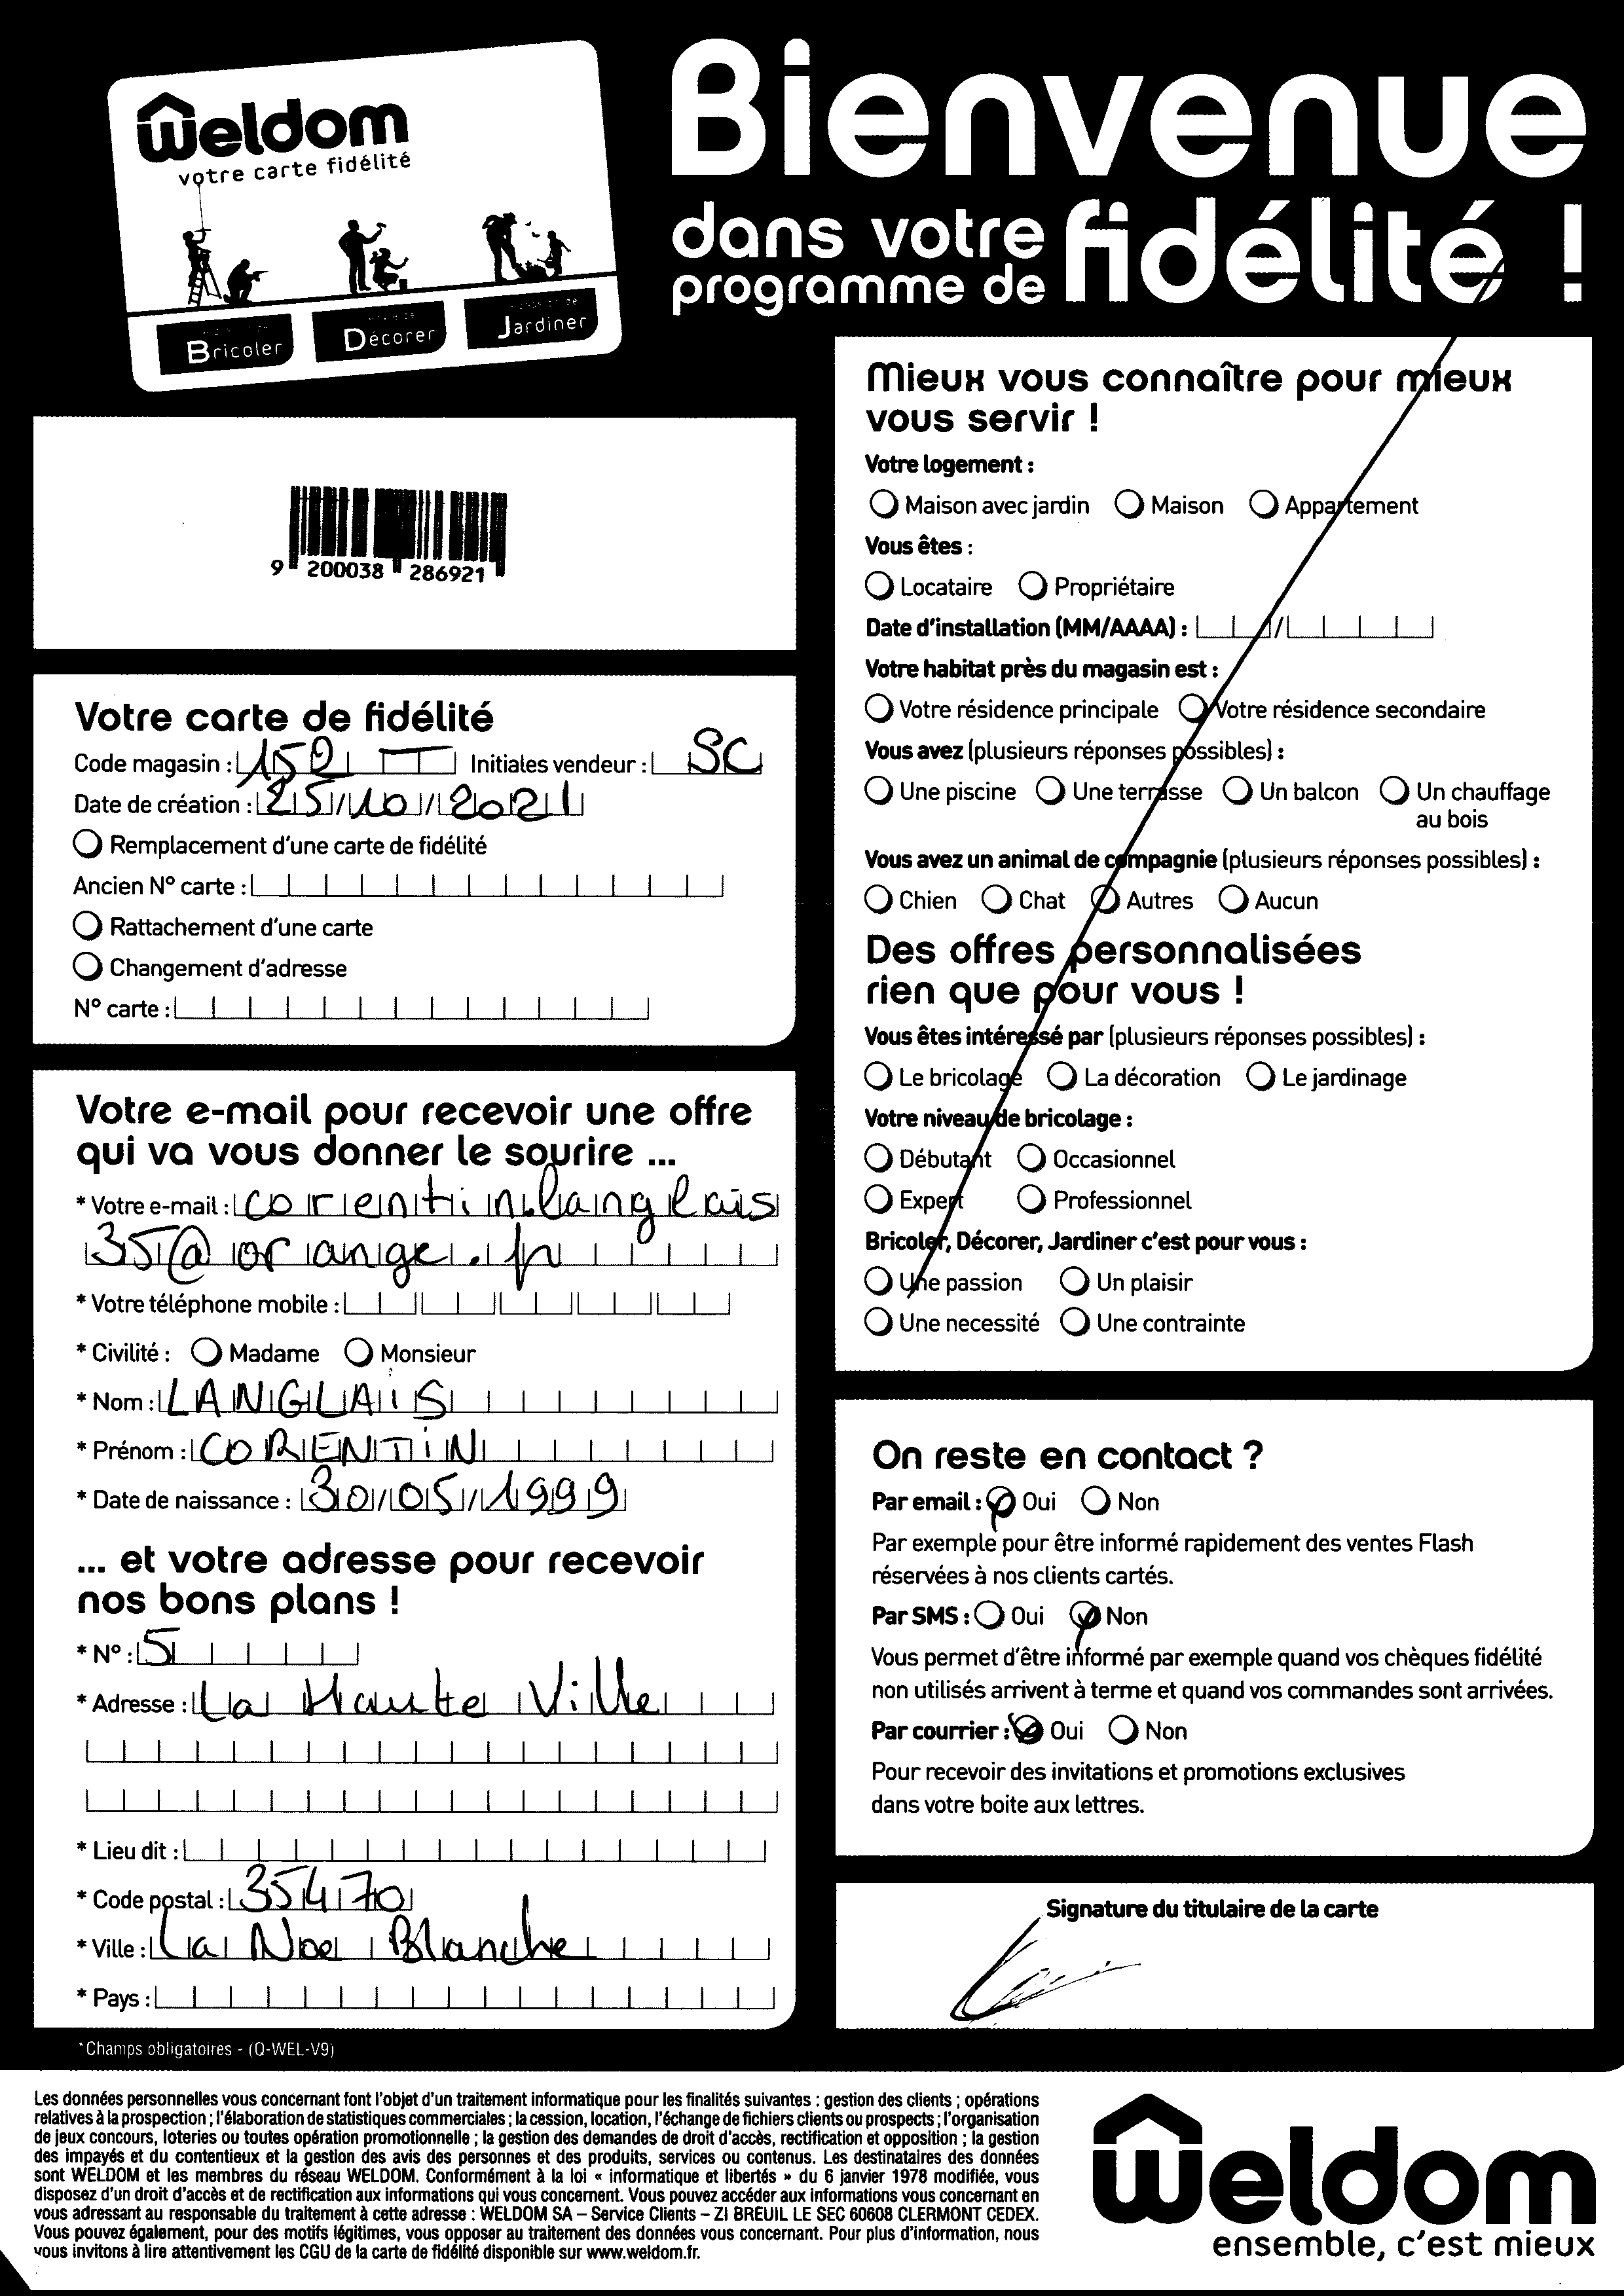 weldom
votre carte fidélité
Bricoler
Décorer
Jardiner
Bienvenue
dans votre
programme de fidélité !
9 200038 286921
Votre carte de fidélité
Code magasin : 152 Initiales vendeur : SC
Date de création : 25/10/2021
Remplacement d'une carte de fidélité
Ancien N° carte :
Rattachement d'une carte
Changement d'adresse
N° carte :
Votre e-mail pour recevoir une offre
qui va vous donner le sourire ...
* Votre e-mail : corentin.langlais
35@orange.fr
* Votre téléphone mobile :
* Civilité : Madame Monsieur
* Nom : LANGLAIS
* Prénom : CORENTIN
* Date de naissance : 30/05/1999
... et votre adresse pour recevoir
nos bons plans !
* N° : 5
* Adresse : La Haute Ville
* Lieu dit :
* Code postal : 35470
* Ville : La Noe Blanche
* Pays :
*Champs obligatoires - (Q-WEL-V9)
Mieux vous connaître pour mieux
vous servir !
Votre logement :
Maison avec jardin Maison Appartement
Vous êtes :
Locataire Propriétaire
Date d'installation (MM/AAAA) : /
Votre habitat près du magasin est :
Votre résidence principale Votre résidence secondaire
Vous avez (plusieurs réponses possibles) :
Une piscine Une terrasse Un balcon Un chauffage
au bois
Vous avez un animal de compagnie (plusieurs réponses possibles) :
Chien Chat Autres Aucun
Des offres personnalisées
rien que pour vous !
Vous êtes intéressé par (plusieurs réponses possibles) :
Le bricolage La décoration Le jardinage
Votre niveau de bricolage :
Débutant Occasionnel
Expert Professionnel
Bricoler, Décorer, Jardiner c'est pour vous :
Une passion Un plaisir
Une necessité Une contrainte
On reste en contact ?
Par email : Oui Non
Par exemple pour être informé rapidement des ventes Flash
réservées à nos clients cartés.
Par SMS : Oui Non
Vous permet d'être informé par exemple quand vos chèques fidélité
non utilisés arrivent à terme et quand vos commandes sont arrivées.
Par courrier : Oui Non
Pour recevoir des invitations et promotions exclusives
dans votre boite aux lettres.
Signature du titulaire de la carte
Les données personnelles vous concernant font l'objet d'un traitement informatique pour les finalités suivantes : gestion des clients ; opérations
relatives à la prospection ; l'élaboration de statistiques commerciales ; la cession, location, l'échange de fichiers clients ou prospects ; l'organisation
de jeux concours, loteries ou toutes opération promotionnelle ; la gestion des demandes de droit d'accès, rectification et opposition ; la gestion
des impayés et du contentieux et la gestion des avis des personnes et des produits, services ou contenus. Les destinataires des données
sont WELDOM et les membres du réseau WELDOM. Conformément à la loi « informatique et libertés » du 6 janvier 1978 modifiée, vous
disposez d'un droit d'accès et de rectification aux informations qui vous concernent. Vous pouvez accéder aux informations vous concernant en
vous adressant au responsable du traitement à cette adresse : WELDOM SA – Service Clients – ZI BREUIL LE SEC 60608 CLERMONT CEDEX.
Vous pouvez également, pour des motifs légitimes, vous opposer au traitement des données vous concernant. Pour plus d'information, nous
vous invitons à lire attentivement les CGU de la carte de fidélité disponible sur www.weldom.fr.
weldom
ensemble, c'est mieux